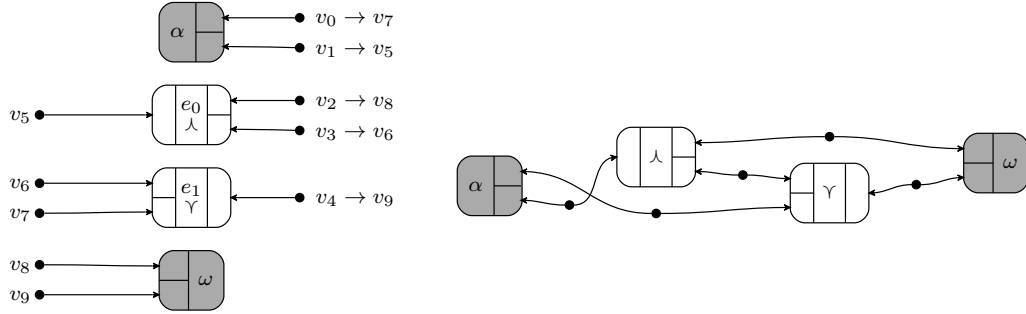 α v₀ → v₇
v₁ → v₅
v₅ e₀ ⅄ v₂ → v₈
v₃ → v₆
v₆ e₁ ⋎ v₄ → v₉
v₇
v₈ ω
v₉
α ⅄ ⋎ ω